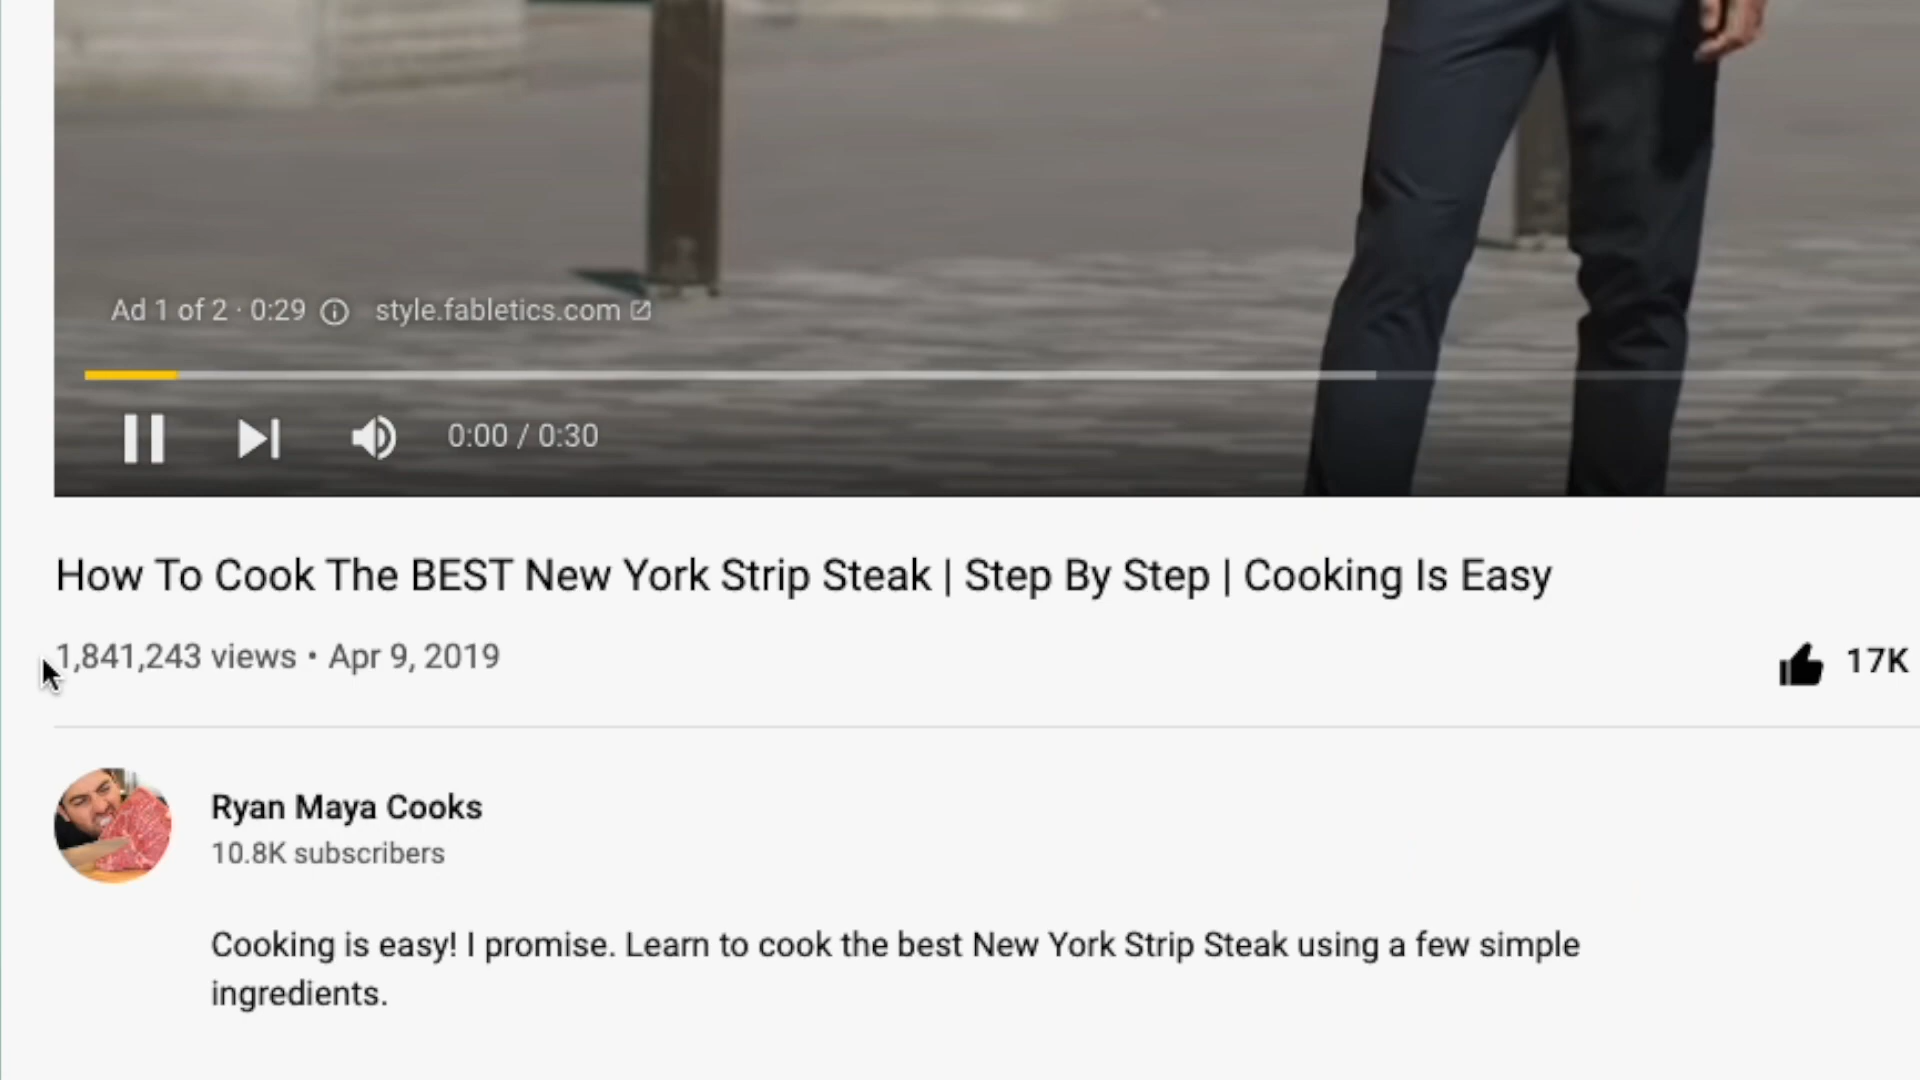 Ad 1 of 2 · 0:29 style.fabletics.com
0:00 / 0:30
How To Cook The BEST New York Strip Steak | Step By Step | Cooking Is Easy
1,841,243 views • Apr 9, 2019
17K
Ryan Maya Cooks
10.8K subscribers
Cooking is easy! I promise. Learn to cook the best New York Strip Steak using a few simple
ingredients.